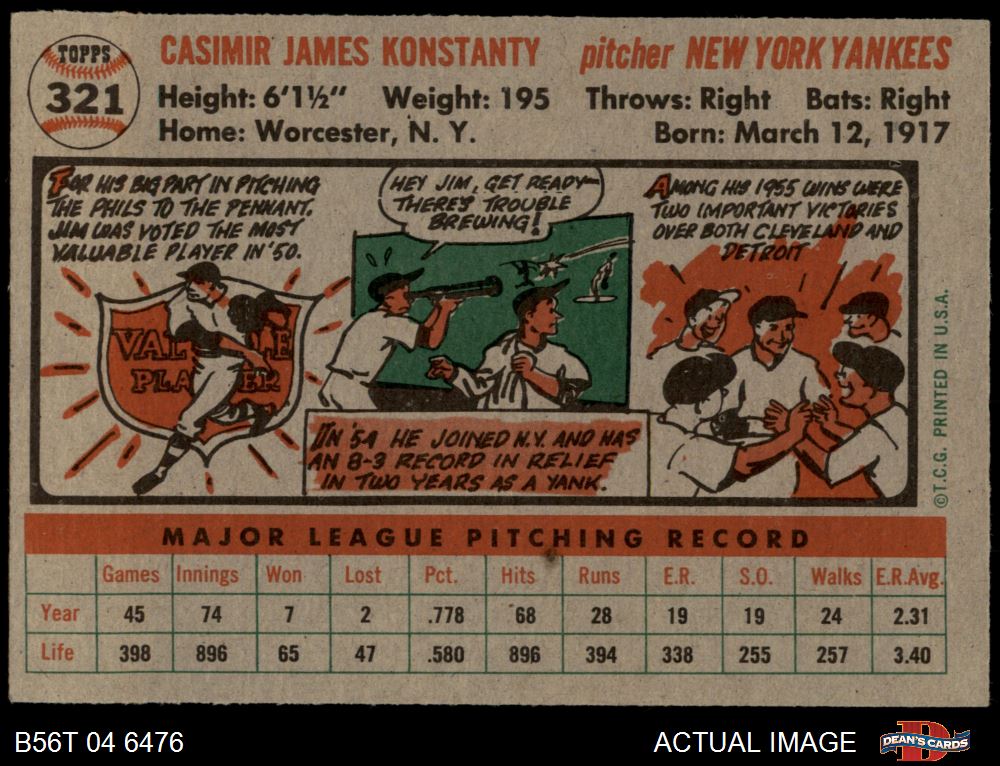 TOPPS
321
CASIMIR JAMES KONSTANTY
pitcher NEW YORK YANKEES
Height: 6'1½" Weight: 195 Throws: Right Bats: Right
Home: Worcester, N. Y. Born: March 12, 1917
FOR HIS BIG PART IN PITCHING
THE PHILS TO THE PENNANT.
JIM WAS VOTED THE MOST
VALUABLE PLAYER IN '50.
VAL LE
PLA ER
HEY JIM, GET READY—
THERE'S TROUBLE
BREWING!
IN '54 HE JOINED N.Y. AND HAS
AN 8-3 RECORD IN RELIEF
IN TWO YEARS AS A YANK.
AMONG HIS 1955 WINS WERE
TWO IMPORTANT VICTORIES
OVER BOTH CLEVELAND AND
DETROIT
©T.C.G. PRINTED IN U.S.A.
MAJOR LEAGUE PITCHING RECORD
Games Innings Won Lost Pct. Hits Runs E.R. S.O. Walks E.R.Avg.
Year 45 74 7 2 .778 68 28 19 19 24 2.31
Life 398 896 65 47 .580 896 394 338 255 257 3.40
B56T 04 6476
ACTUAL IMAGE
D
DEAN'S CARDS